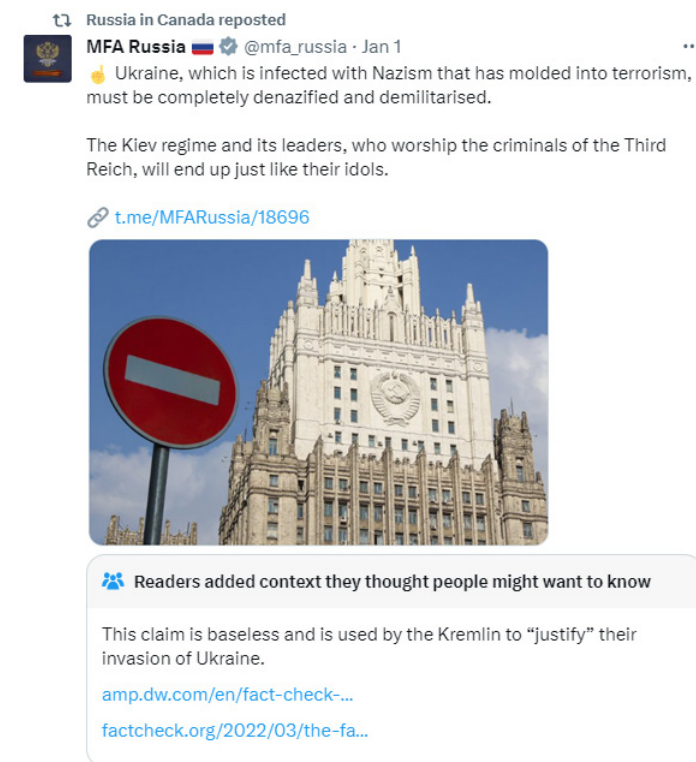 Russia in Canada reposted
MFA Russia 🇷🇺 @mfa_russia · Jan 1
☝️ Ukraine, which is infected with Nazism that has molded into terrorism,
must be completely denazified and demilitarised.
The Kiev regime and its leaders, who worship the criminals of the Third
Reich, will end up just like their idols.
🔗 t.me/MFARussia/18696
Readers added context they thought people might want to know
This claim is baseless and is used by the Kremlin to “justify” their
invasion of Ukraine.
amp.dw.com/en/fact-check-...
factcheck.org/2022/03/the-fa...